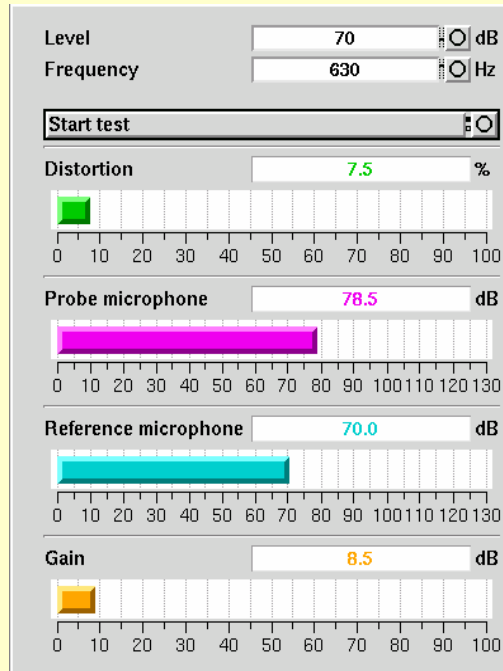 Level 70 dB
Frequency 630 Hz
Start test
Distortion 7.5 %
0 10 20 30 40 50 60 70 80 90 100
Probe microphone 78.5 dB
0 10 20 30 40 50 60 70 80 90 100 110 120 130
Reference microphone 70.0 dB
0 10 20 30 40 50 60 70 80 90 100 110 120 130
Gain 8.5 dB
0 10 20 30 40 50 60 70 80 90 100